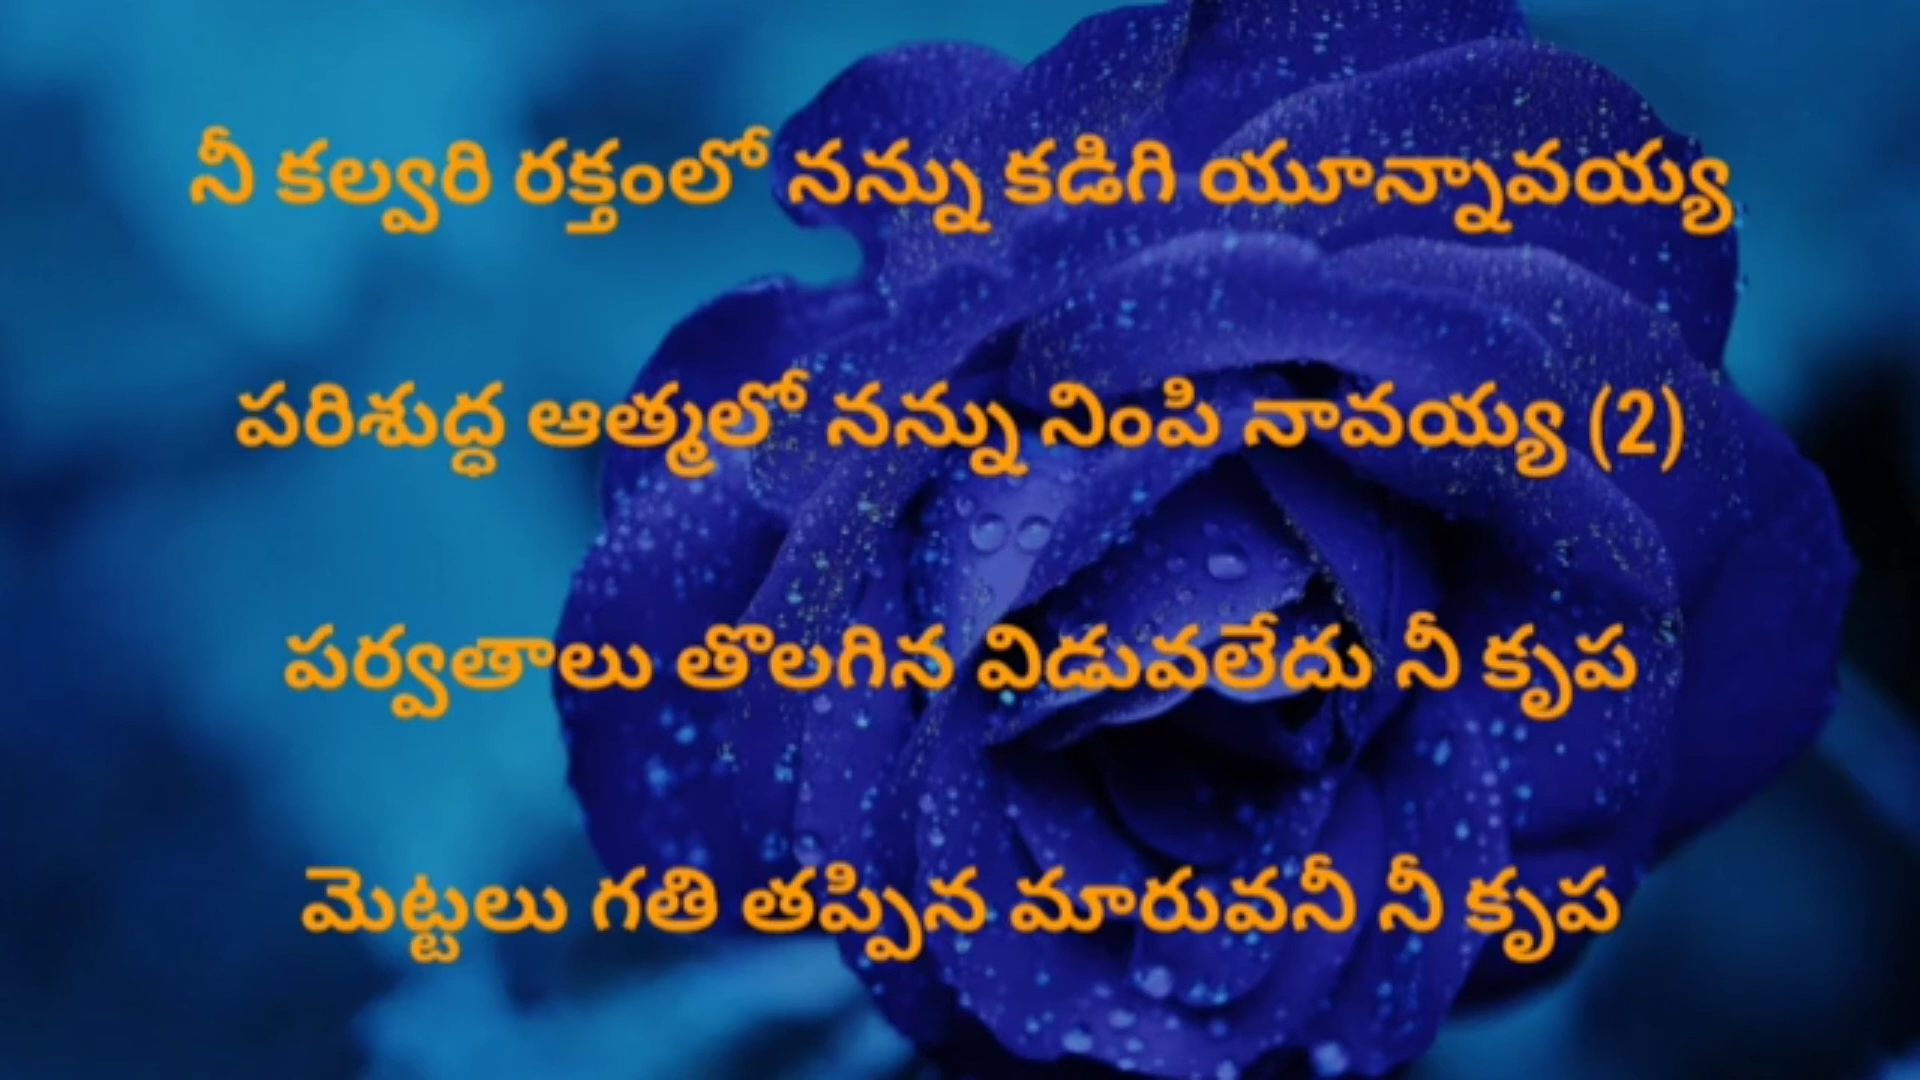 నీ కల్వరి రక్తంలో నన్ను కడిగి యూన్నావయ్య
పరిశుద్ధ ఆత్మలో నన్ను నింపి నావయ్య (2)
పర్వతాలు తొలగిన విడువలేదు నీ కృప
మెట్టలు గతి తప్పిన మారువనీ నీ కృప